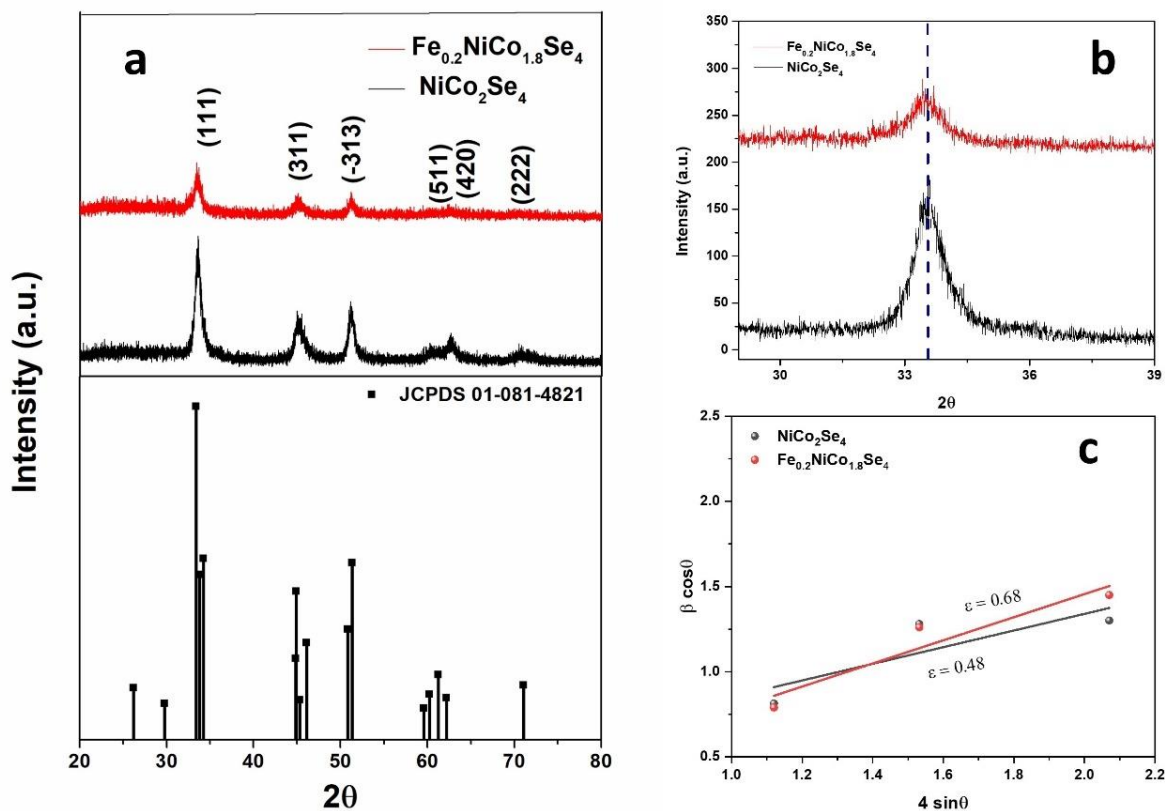 a
Fe₀.₂NiCo₁.₈Se₄
NiCo₂Se₄
(111)
(311)
(-313)
(511)
(420)
(222)
JCPDS 01-081-4821
Intensity (a.u.)
20 30 40 50 60 70 80
2θ
b
Fe₀.₂NiCo₁.₈Se₄
NiCo₂Se₄
350
300
250
200
150
100
50
0
Intensity (a.u.)
30 33 36 39
2θ
c
NiCo₂Se₄
Fe₀.₂NiCo₁.₈Se₄
2.5
2.0
1.5
1.0
0.5
β cosθ
ε = 0.68
ε = 0.48
1.0 1.2 1.4 1.6 1.8 2.0 2.2
4 sinθ